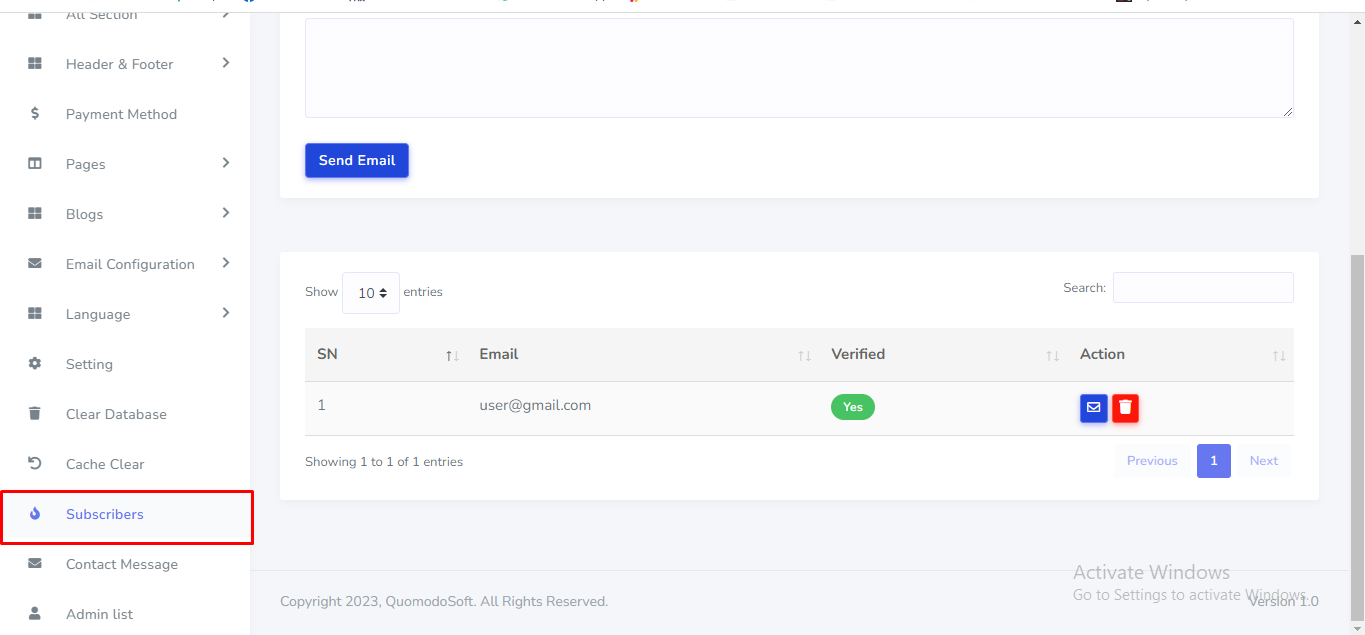 All Section
Header & Footer
Payment Method
Pages
Blogs
Email Configuration
Language
Setting
Clear Database
Cache Clear
Subscribers
Contact Message
Admin list
Send Email
Show 10 entries
Search:
SN Email Verified Action
1 user@gmail.com Yes
Showing 1 to 1 of 1 entries
Previous 1 Next
Activate Windows
Go to Settings to activate Windows.
Copyright 2023, QuomodoSoft. All Rights Reserved.
Version 1.0